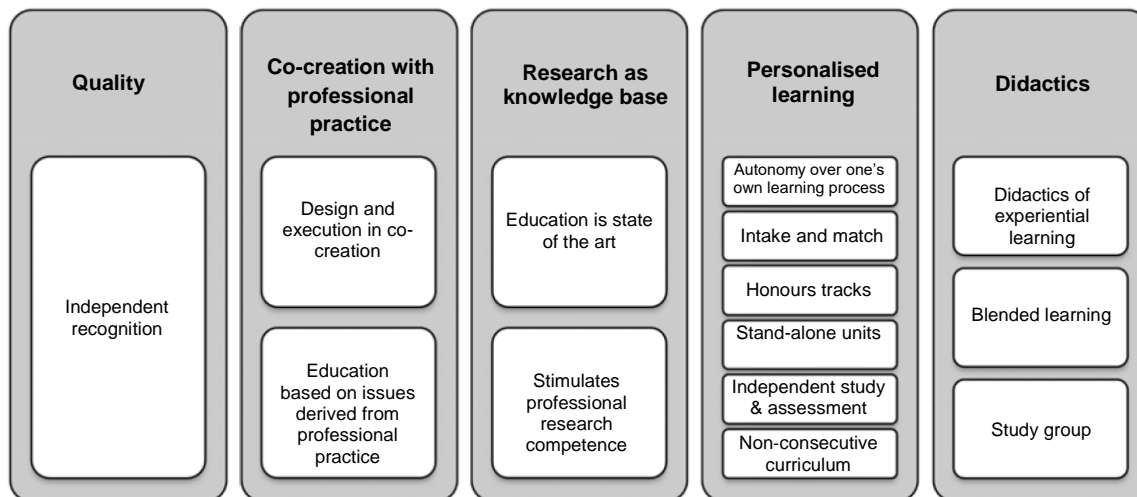 Quality
Independent
recognition
Co-creation with
professional
practice
Design and
execution in co-
creation
Education
based on issues
derived from
professional
practice
Research as
knowledge base
Education is state
of the art
Stimulates
professional
research
competence
Personalised
learning
Autonomy over one's
own learning process
Intake and match
Honours tracks
Stand-alone units
Independent study
& assessment
Non-consecutive
curriculum
Didactics
Didactics of
experiential
learning
Blended learning
Study group